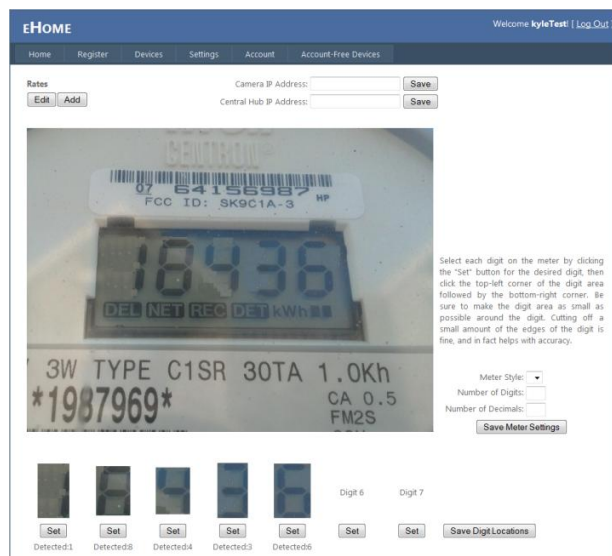 EHOME
Welcome kyleTest! [ Log Out ]
Home Register Devices Settings Account Account-Free Devices
Rates
Edit Add
Camera IP Address: Save
Central Hub IP Address: Save
CENTRON®
07 64156987 HP
FCC ID: SK9C1A-3
18436
DEL NET REC DET kWh
3W TYPE C1SR 30TA 1.0Kh
*1987969*
CA 0.5
FM2S
Select each digit on the meter by clicking
the "Set" button for the desired digit, then
click the top-left corner of the digit area
followed by the bottom-right corner. Be
sure to make the digit area as small as
possible around the digit. Cutting off a
small amount of the edges of the digit is
fine, and in fact helps with accuracy.
Meter Style:
Number of Digits:
Number of Decimals:
Save Meter Settings
1 8 4 3 6 Digit 6 Digit 7
Set Set Set Set Set Set Set Save Digit Locations
Detected:1 Detected:8 Detected:4 Detected:3 Detected:6